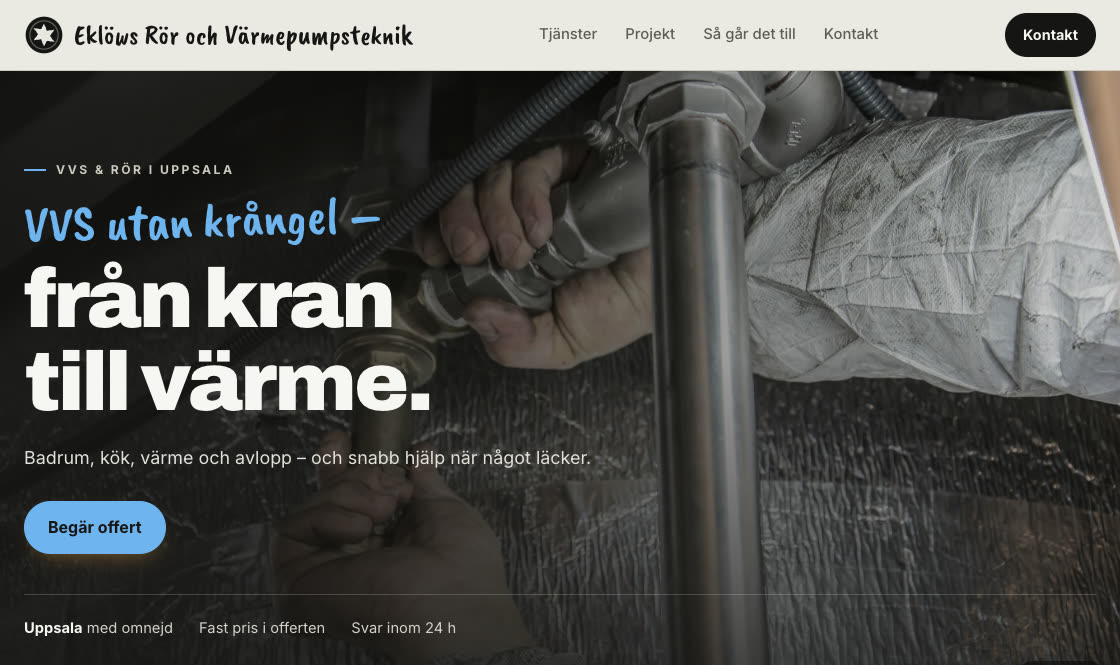 Eklöws Rör och Värmepumpsteknik
Tjänster Projekt Så går det till Kontakt
Kontakt
VVS & RÖR I UPPSALA
VVS utan krångel –
från kran
till värme.
Badrum, kök, värme och avlopp – och snabb hjälp när något läcker.
Begär offert
Uppsala med omnejd Fast pris i offerten Svar inom 24 h